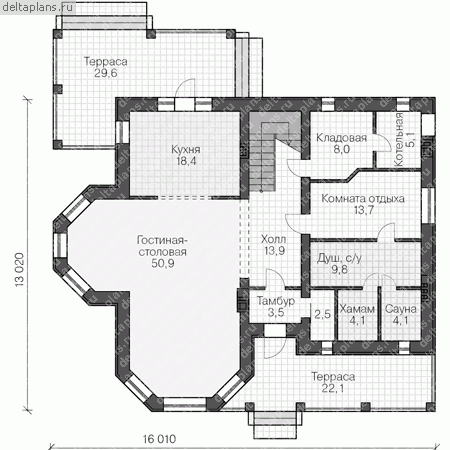 deltaplans.ru
Терраса
29,6
Кухня
18,4
Кладовая
8,0
Котельная
5,1
Комната отдыха
13,7
Гостиная-
столовая
50,9
Холл
13,9
Душ, с/у
9,8
Тамбур
3,5
2,5
Хамам
4,1
Сауна
4,1
Терраса
22,1
13 020
16 010